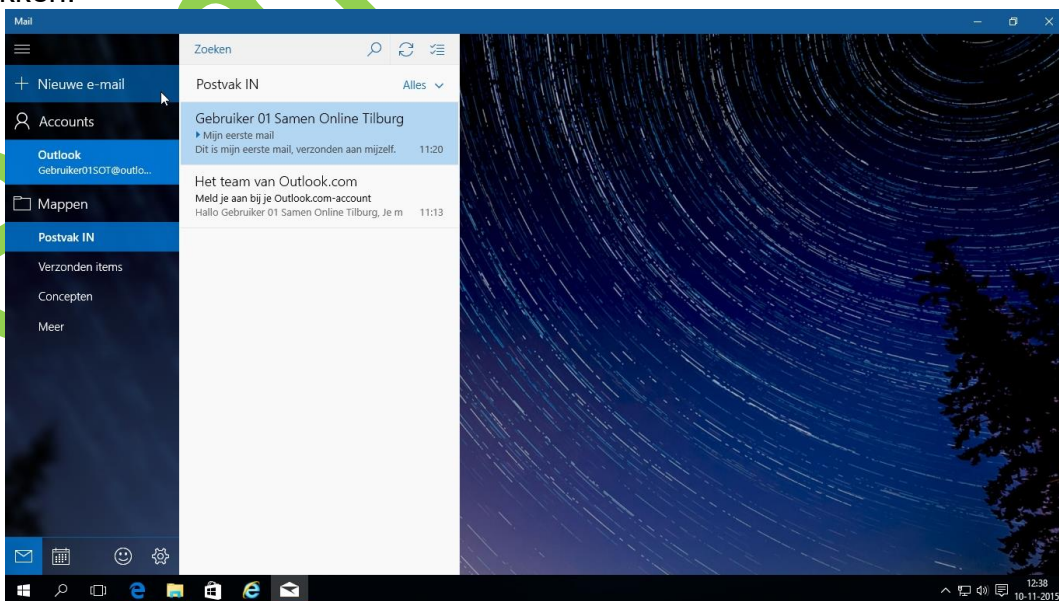 Mail
Zoeken
Nieuwe e-mail
Postvak IN
Alles
Accounts
Gebruiker 01 Samen Online Tilburg
Mijn eerste mail
Dit is mijn eerste mail, verzonden aan mijzelf. 11:20
Outlook
Gebruiker01SOT@outlo...
Het team van Outlook.com
Meld je aan bij je Outlook.com-account
Hallo Gebruiker 01 Samen Online Tilburg, Je m 11:13
Mappen
Postvak IN
Verzonden items
Concepten
Meer
12:38
10-11-2015